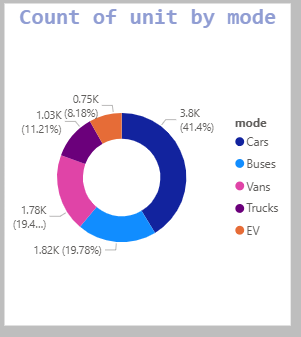 Count of unit by mode
0.75K
(8.18%)
1.03K
(11.21%)
3.8K
(41.4%)
1.78K
(19.4...)
1.82K (19.78%)
mode
Cars
Buses
Vans
Trucks
EV